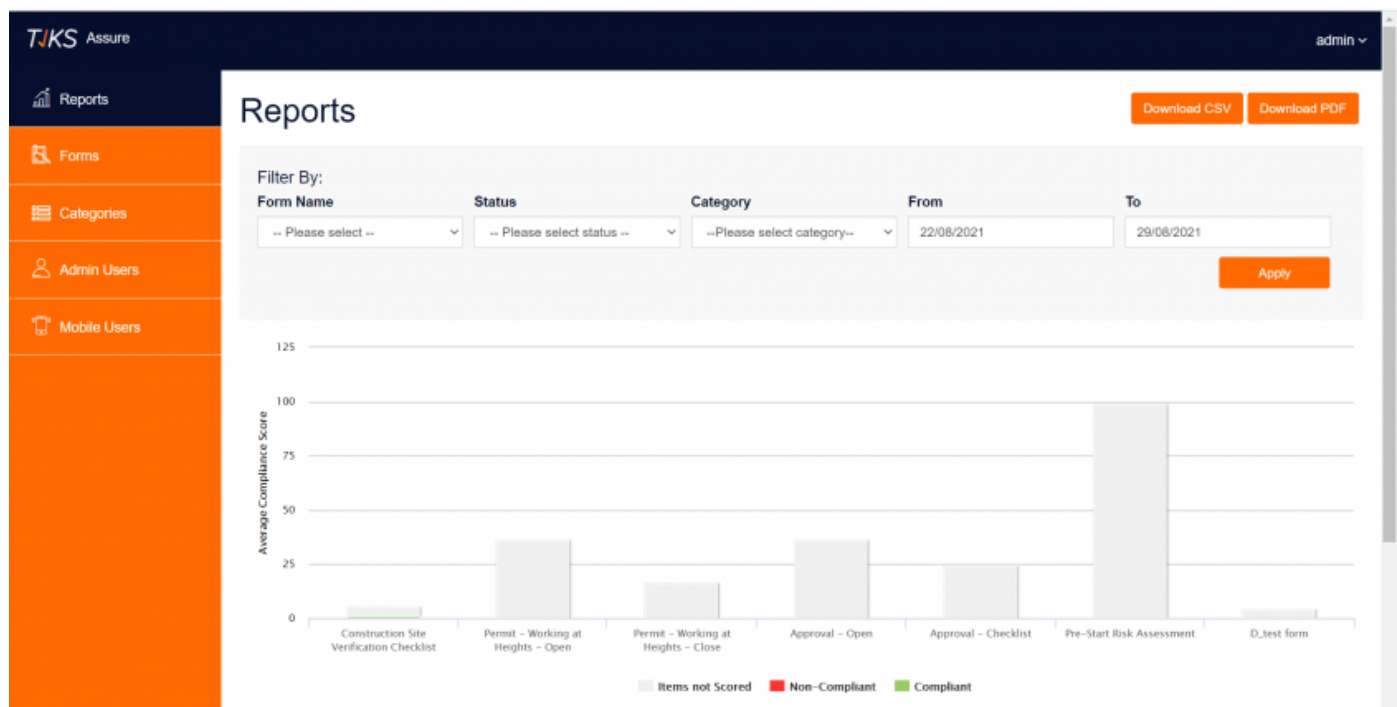 TJKS Assure
admin
Reports
Forms
Categories
Admin Users
Mobile Users
Reports
Download CSV
Download PDF
Filter By:
Form Name
Status
Category
From
To
-- Please select --
-- Please select status --
--Please select category--
22/08/2021
29/08/2021
Apply
Average Compliance Score
125
100
75
50
25
0
Construction Site
Verification Checklist
Permit - Working at
Heights - Open
Permit - Working at
Heights - Close
Approval - Open
Approval - Checklist
Pre-Start Risk Assessment
D_test form
Items not Scored
Non-Compliant
Compliant